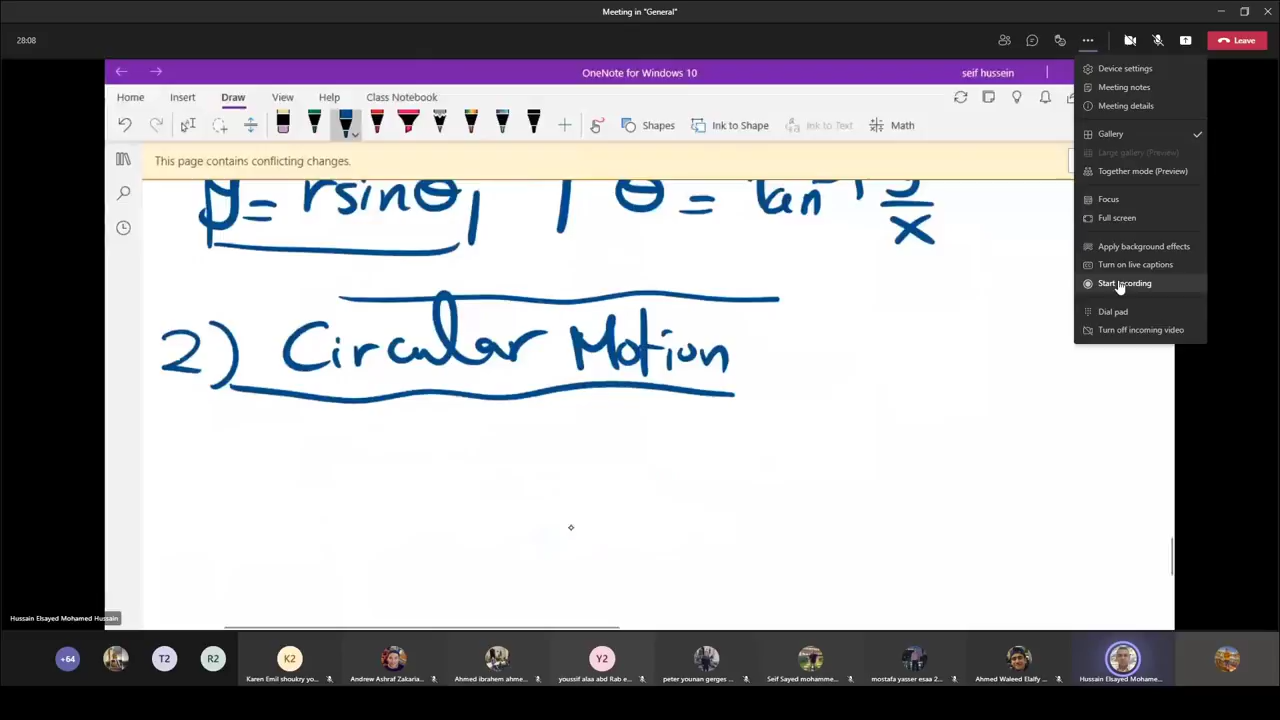 Meeting in "General"
28:08
Leave
OneNote for Windows 10
seif hussein
Home Insert Draw View Help Class Notebook
Shapes Ink to Shape Ink to Text Math
This page contains conflicting changes.
y = r sinθ, | θ = tan⁻¹ y/x
2) Circular Motion
Device settings
Meeting notes
Meeting details
Gallery
Large gallery (Preview)
Together mode (Preview)
Focus
Full screen
Apply background effects
Turn on live captions
Start recording
Dial pad
Turn off incoming video
Hussain Elsayed Mohamed Hussain
+64 T2 R2 K2 Y2
Karen Emil shoukry yo... Andrew Ashraf Zakaria... Ahmed ibrahem ahme... youssif alaa abd Rab e... peter younan gerges ... Seif Sayed mohamme... mostafa yasser esaa 2... Ahmed Waleed Elalfy ... Hussain Elsayed Mohame...